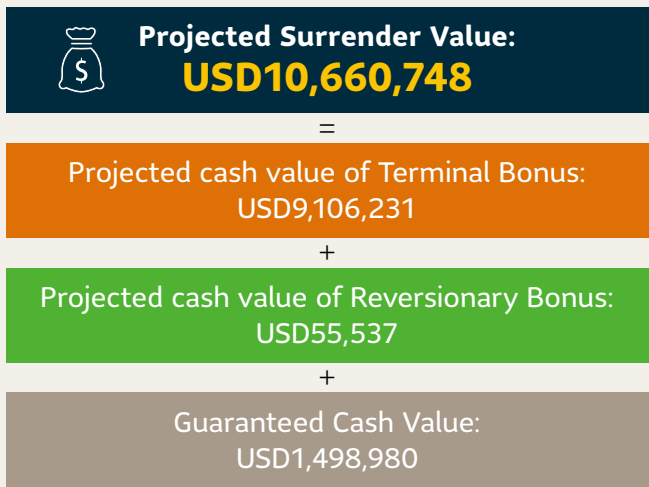 Projected Surrender Value:
$
USD10,660,748
=
Projected cash value of Terminal Bonus:
USD9,106,231
+
Projected cash value of Reversionary Bonus:
USD55,537
+
Guaranteed Cash Value:
USD1,498,980